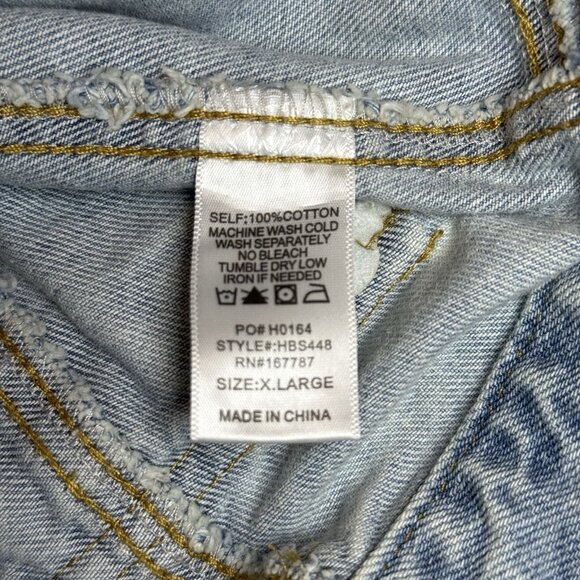 SELF:100%COTTON
MACHINE WASH COLD
WASH SEPARATELY
NO BLEACH
TUMBLE DRY LOW
IRON IF NEEDED
PO# H0164
STYLE#:HBS448
RN#167787
SIZE:X.LARGE
MADE IN CHINA